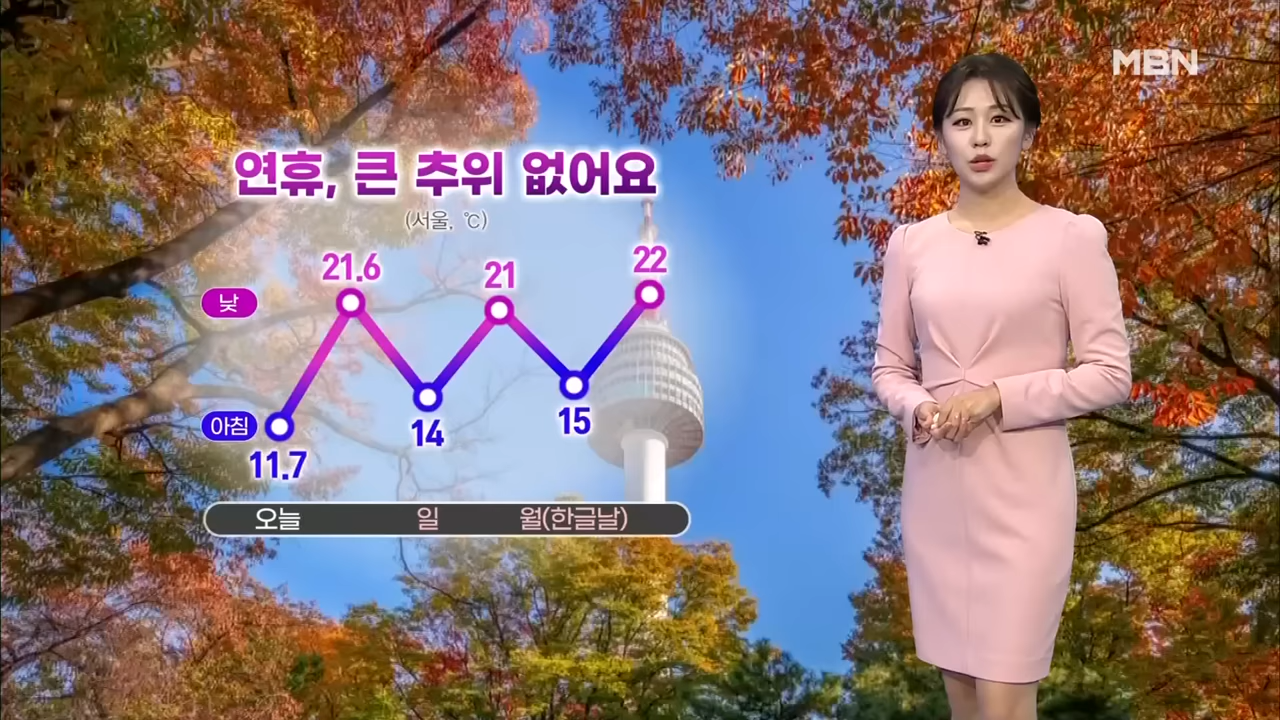 MBN
연휴, 큰 추위 없어요
(서울, ℃)
낮
21.6
21
22
아침
11.7
14
15
오늘
일
월(한글날)